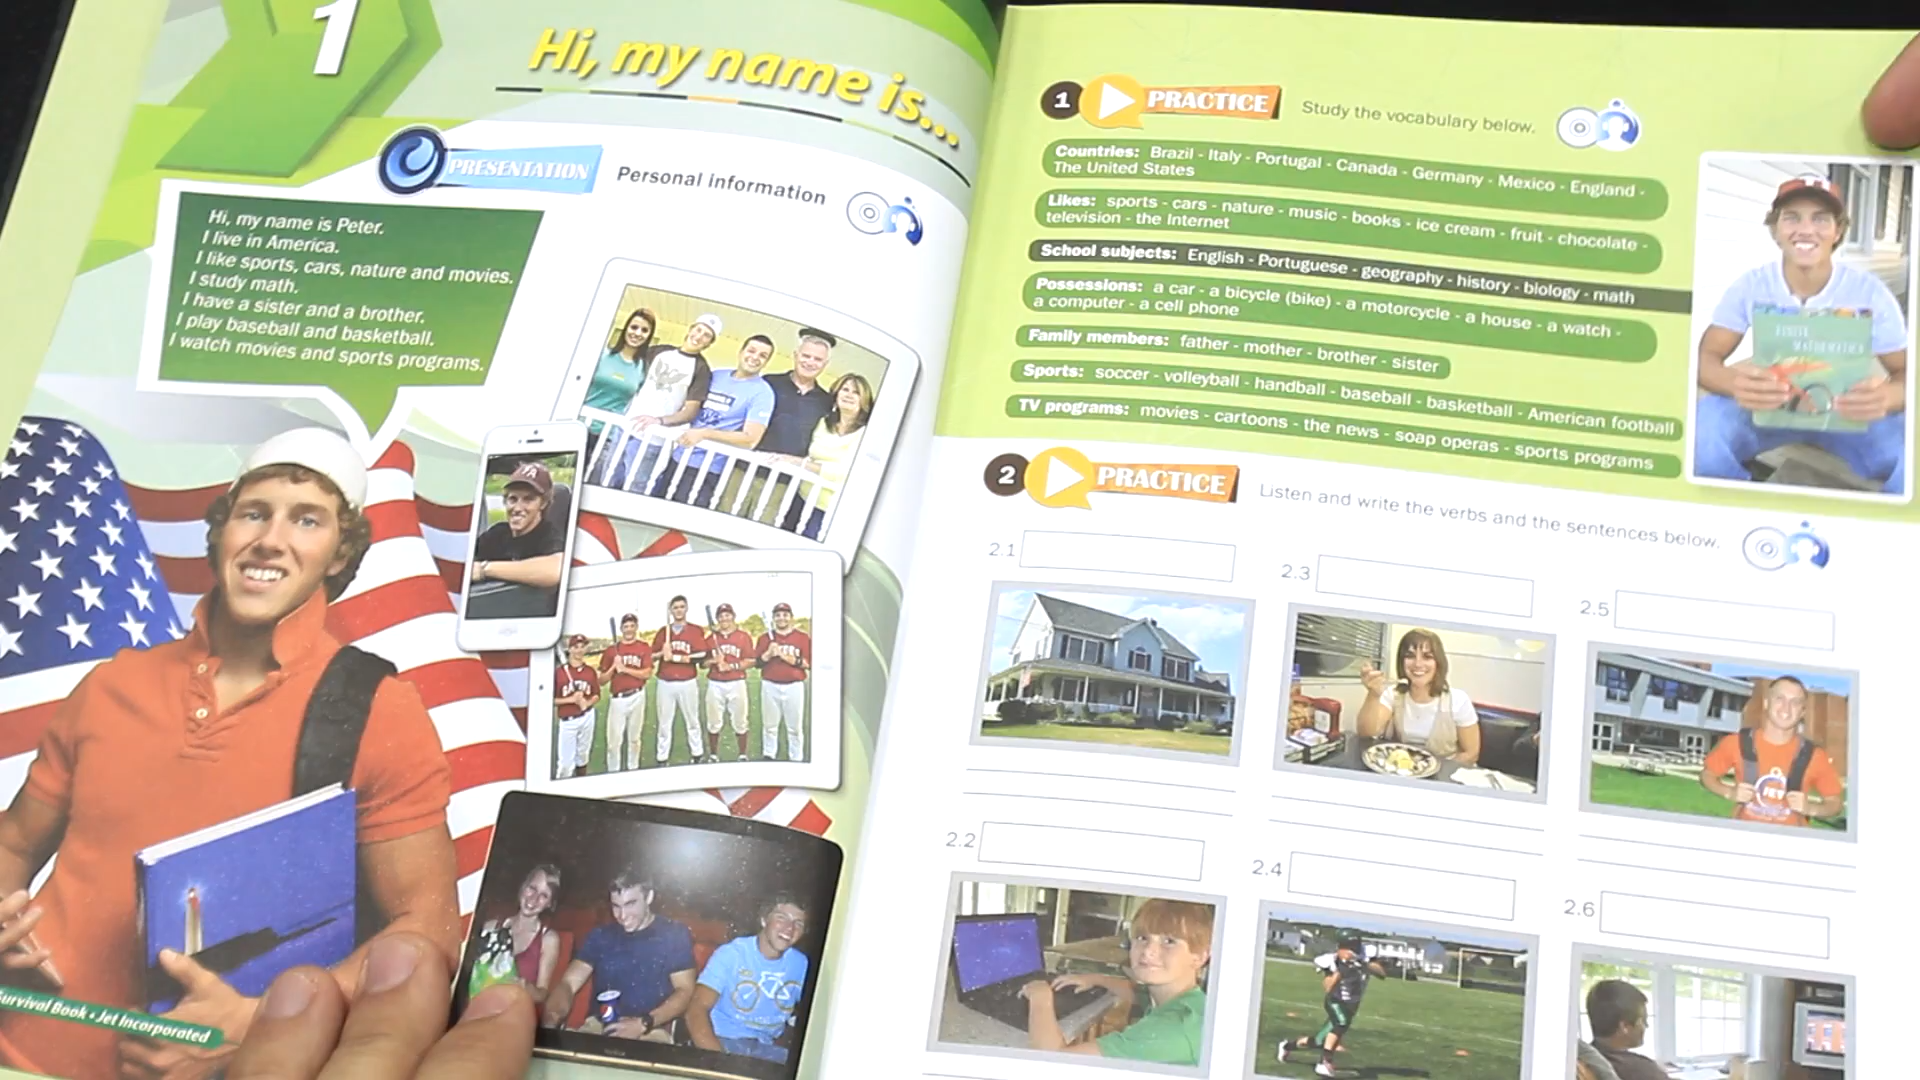 1
Hi, my name is...
PRESENTATION Personal information
Hi, my name is Peter.
I live in America.
I like sports, cars, nature and movies.
I study math.
I have a sister and a brother.
I play baseball and basketball.
I watch movies and sports programs.
Survival Book • Jet Incorporated
1 PRACTICE Study the vocabulary below.
Countries: Brazil - Italy - Portugal - Canada - Germany - Mexico - England -
The United States
Likes: sports - cars - nature - music - books - ice cream - fruit - chocolate -
television - the Internet
School subjects: English - Portuguese - geography - history - biology - math
Possessions: a car - a bicycle (bike) - a motorcycle - a house - a watch -
a computer - a cell phone
Family members: father - mother - brother - sister
Sports: soccer - volleyball - handball - baseball - basketball - American football
TV programs: movies - cartoons - the news - soap operas - sports programs
FINITE
MATHEMATICS
2 PRACTICE Listen and write the verbs and the sentences below.
2.1
2.3
2.5
JET
2.2
2.4
2.6